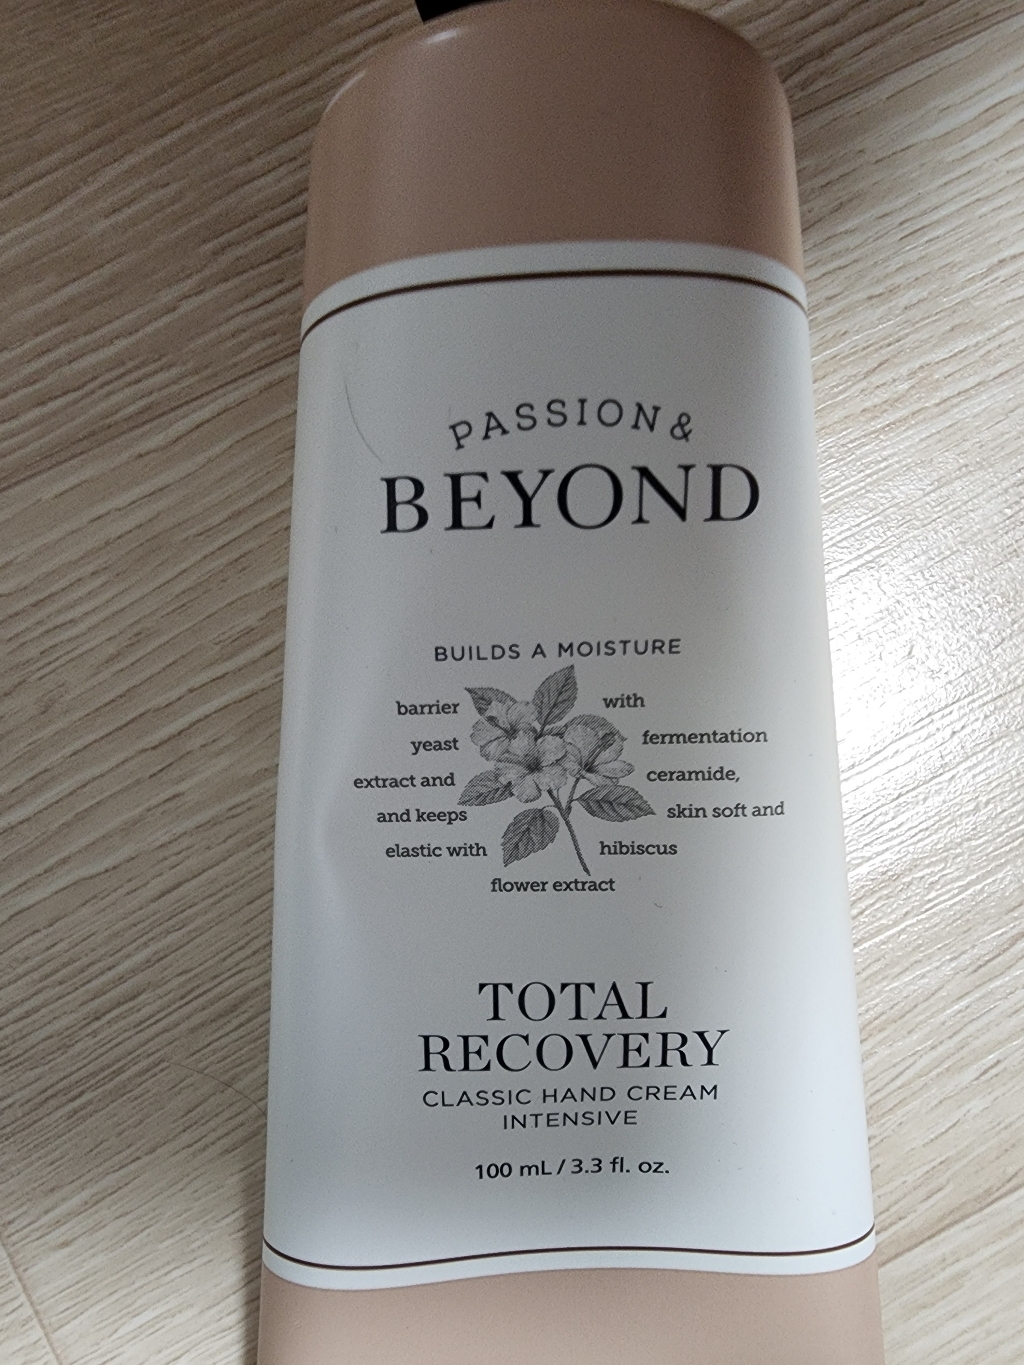 PASSION &
BEYOND
BUILDS A MOISTURE
barrier with
yeast fermentation
extract and ceramide,
and keeps skin soft and
elastic with hibiscus
flower extract
TOTAL
RECOVERY
CLASSIC HAND CREAM
INTENSIVE
100 mL / 3.3 fl. oz.